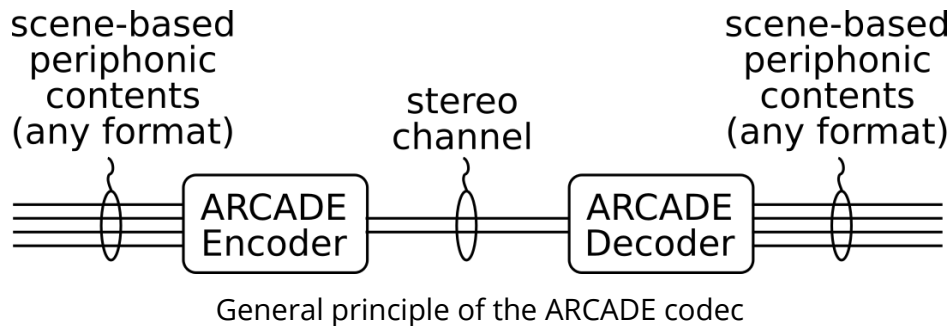 scene-based
periphonic
contents
(any format)
stereo
channel
scene-based
periphonic
contents
(any format)
ARCADE
Encoder
ARCADE
Decoder
General principle of the ARCADE codec